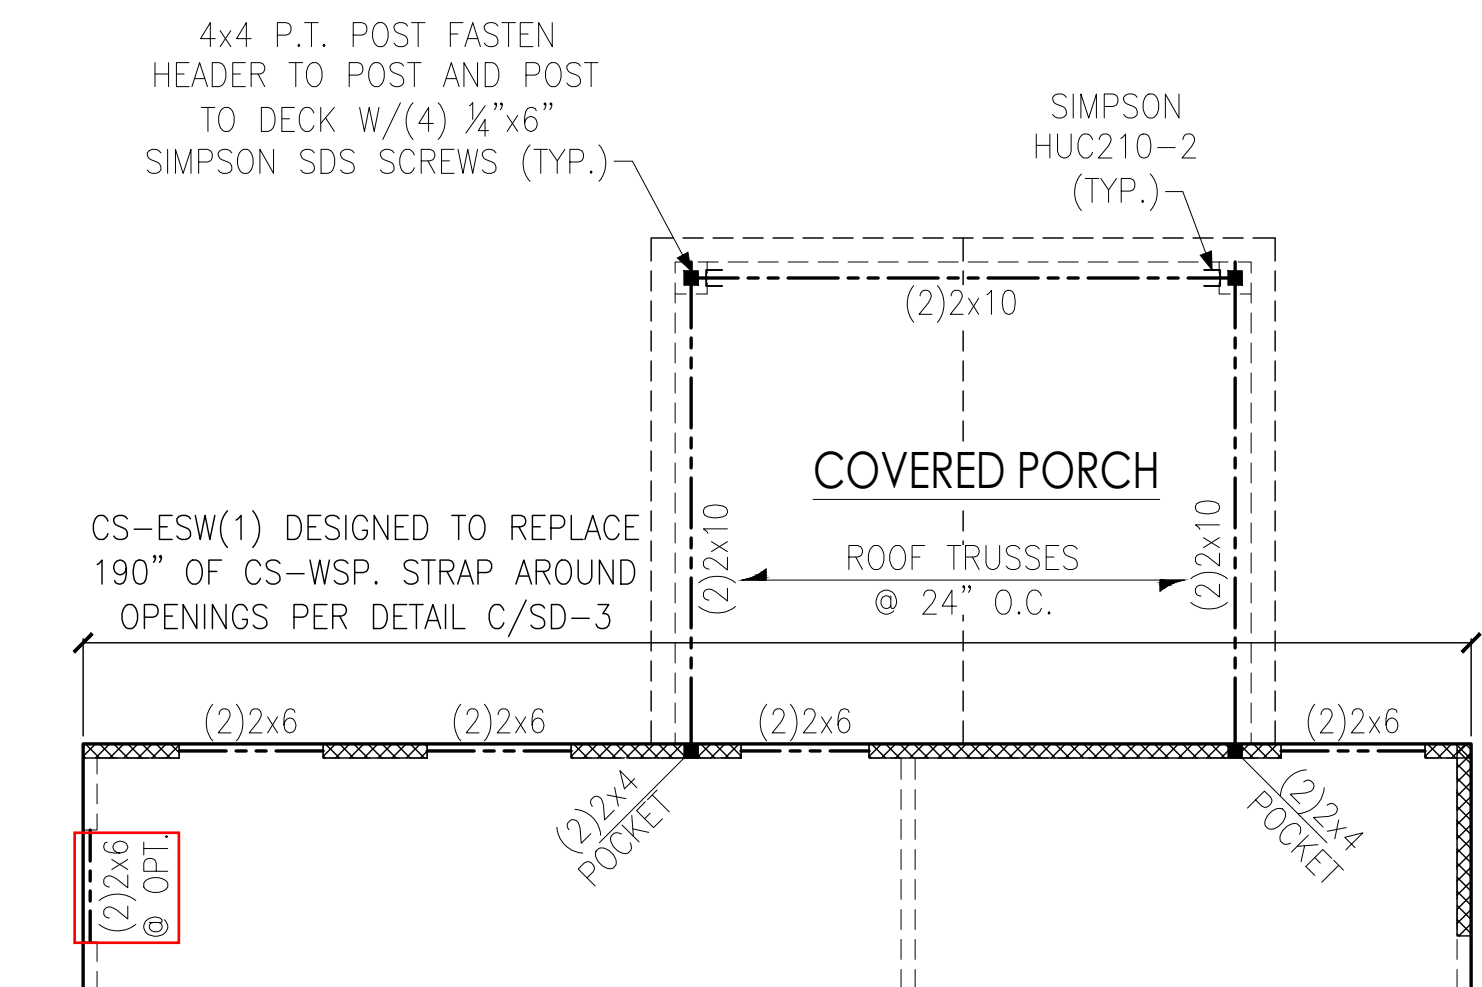 4x4 P.T. POST FASTEN
HEADER TO POST AND POST
TO DECK W/(4) ¼”x6”
SIMPSON SDS SCREWS (TYP.)
SIMPSON
HUC210-2
(TYP.)
(2)2x10
COVERED PORCH
(2)2x10
(2)2x10
ROOF TRUSSES
@ 24” O.C.
CS-ESW(1) DESIGNED TO REPLACE
190” OF CS-WSP. STRAP AROUND
OPENINGS PER DETAIL C/SD-3
(2)2x6
(2)2x6
(2)2x6
(2)2x6
(2)2x4
POCKET
(2)2x4
POCKET
(2)2x6
@ OPT.